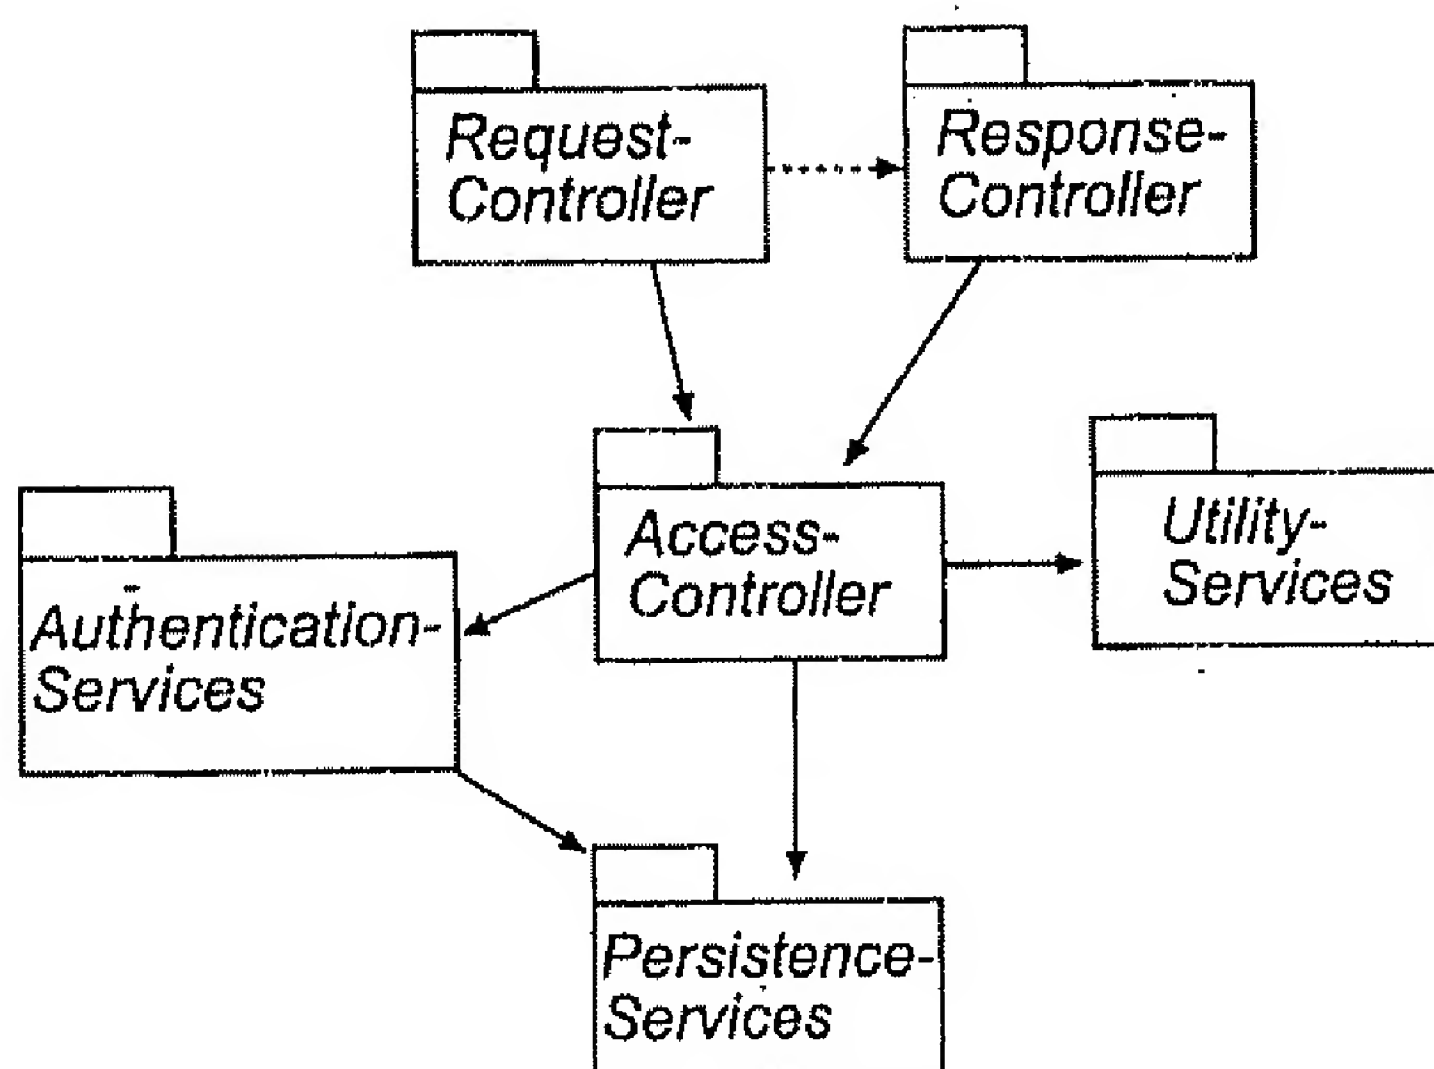 Request-
Controller
Response-
Controller
Access-
Controller
Utility-
Services
Authentication-
Services
Persistence-
Services